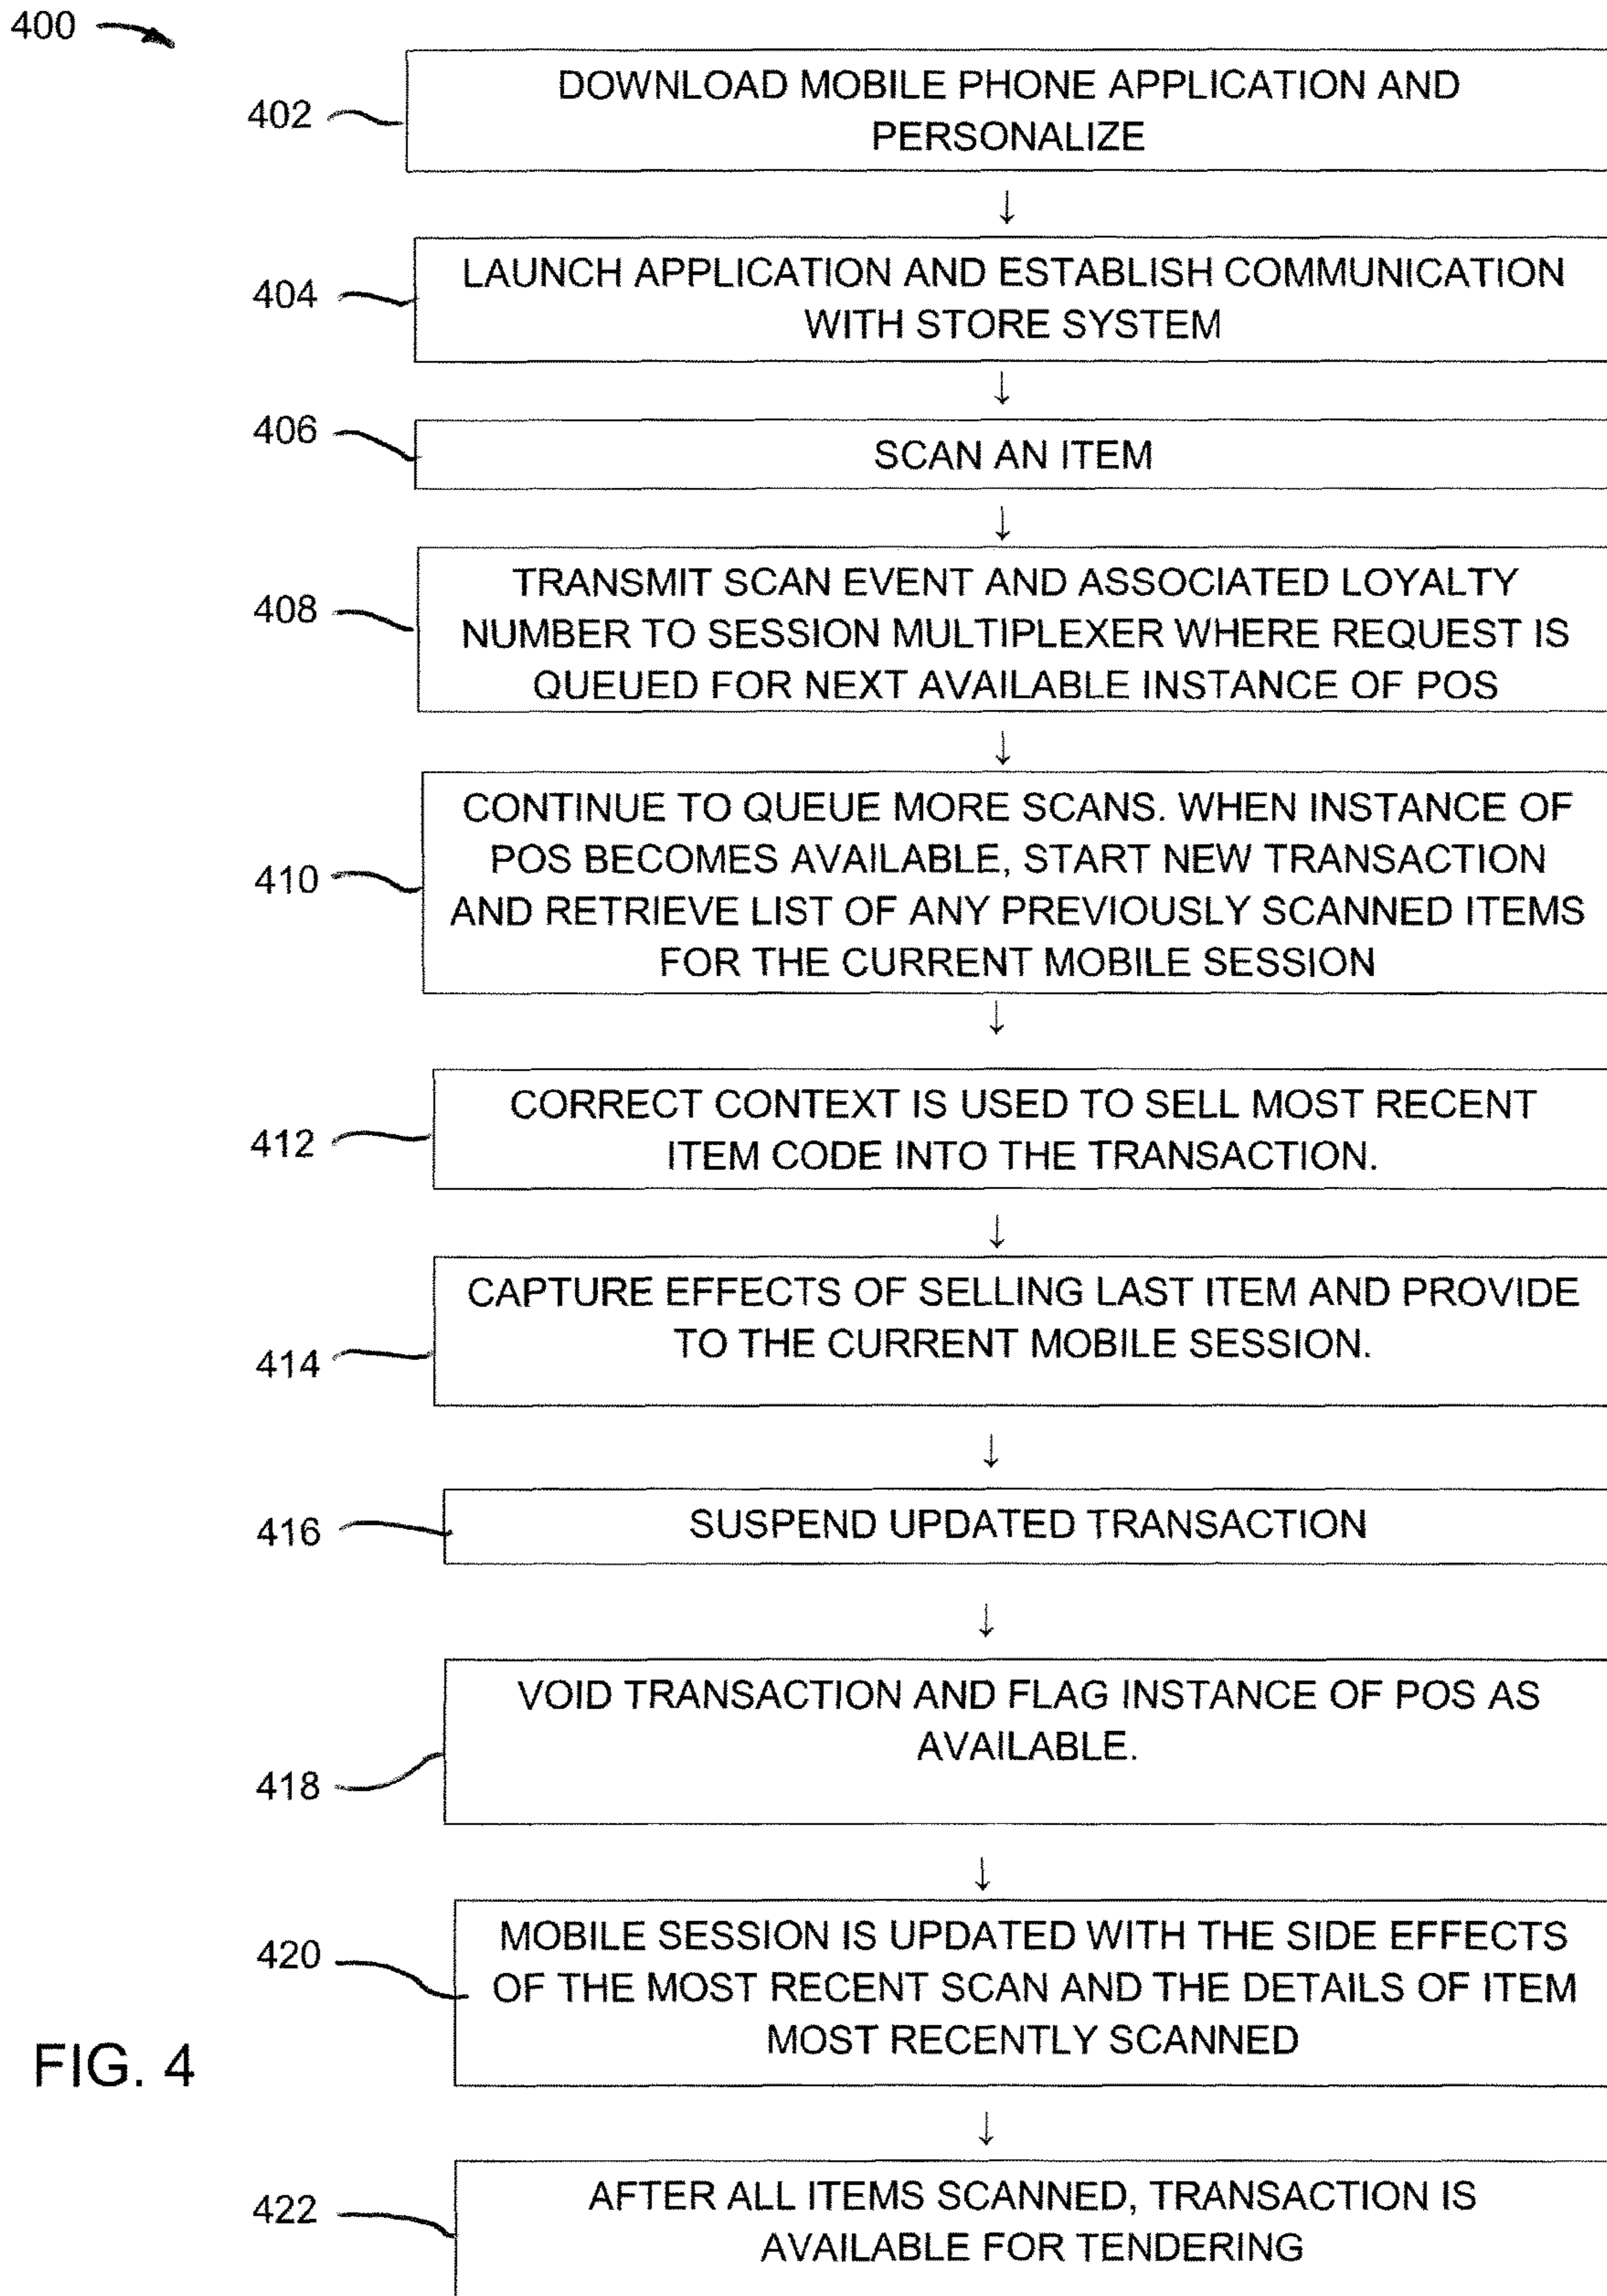 400
402
DOWNLOAD MOBILE PHONE APPLICATION AND
PERSONALIZE
↓
404
LAUNCH APPLICATION AND ESTABLISH COMMUNICATION
WITH STORE SYSTEM
↓
406
SCAN AN ITEM
↓
408
TRANSMIT SCAN EVENT AND ASSOCIATED LOYALTY
NUMBER TO SESSION MULTIPLEXER WHERE REQUEST IS
QUEUED FOR NEXT AVAILABLE INSTANCE OF POS
↓
410
CONTINUE TO QUEUE MORE SCANS. WHEN INSTANCE OF
POS BECOMES AVAILABLE, START NEW TRANSACTION
AND RETRIEVE LIST OF ANY PREVIOUSLY SCANNED ITEMS
FOR THE CURRENT MOBILE SESSION
↓
412
CORRECT CONTEXT IS USED TO SELL MOST RECENT
ITEM CODE INTO THE TRANSACTION.
↓
414
CAPTURE EFFECTS OF SELLING LAST ITEM AND PROVIDE
TO THE CURRENT MOBILE SESSION.
↓
416
SUSPEND UPDATED TRANSACTION
↓
418
VOID TRANSACTION AND FLAG INSTANCE OF POS AS
AVAILABLE.
↓
420
MOBILE SESSION IS UPDATED WITH THE SIDE EFFECTS
OF THE MOST RECENT SCAN AND THE DETAILS OF ITEM
MOST RECENTLY SCANNED
↓
422
AFTER ALL ITEMS SCANNED, TRANSACTION IS
AVAILABLE FOR TENDERING
FIG. 4